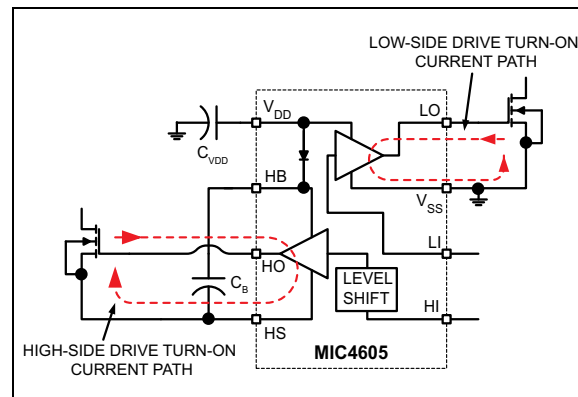 LOW-SIDE DRIVE TURN-ON
CURRENT PATH
VDD
LO
CVDD
HB
VSS
LI
HO
CB
LEVEL
SHIFT
HI
HS
MIC4605
HIGH-SIDE DRIVE TURN-ON
CURRENT PATH